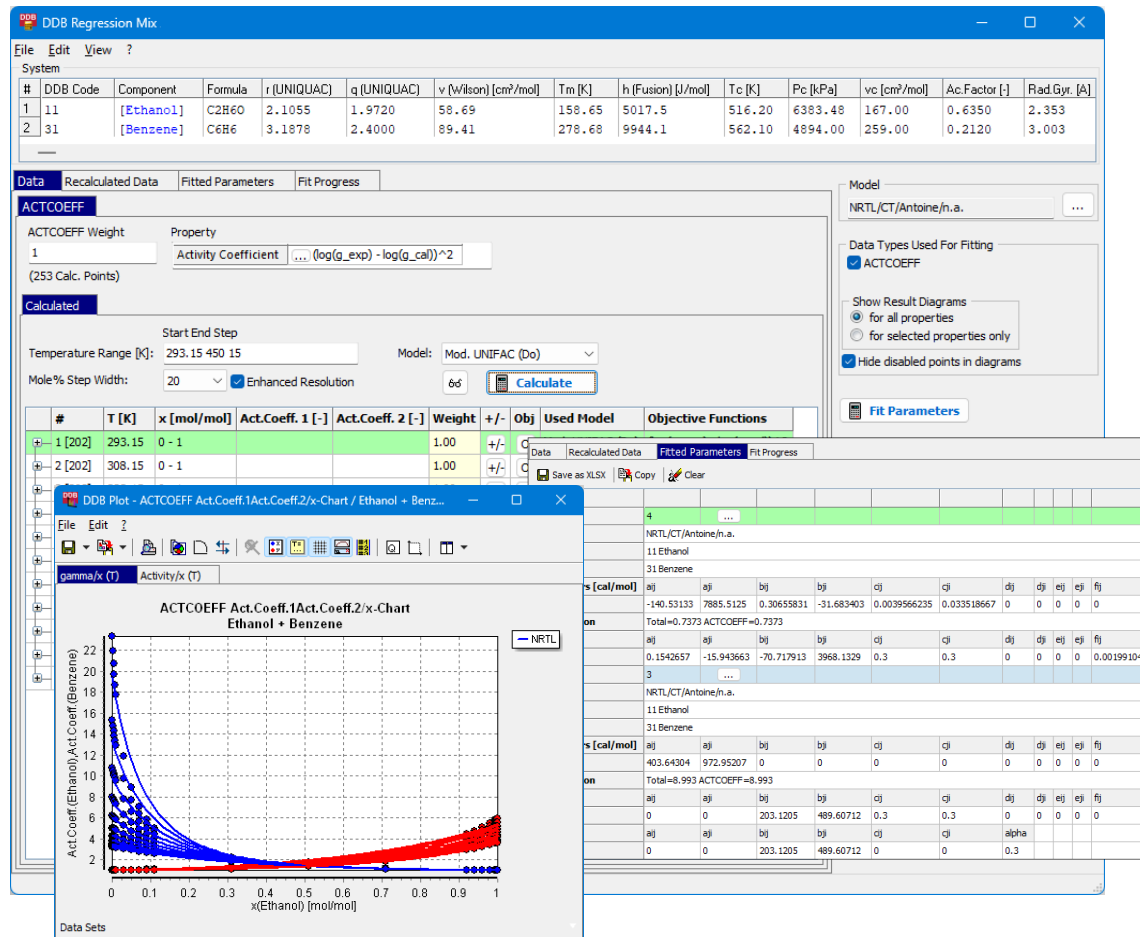 DDB Regression Mix
File Edit View ?
System
# DDB Code Component Formula r (UNIQUAC) q (UNIQUAC) v (Wilson) [cm³/mol] Tm [K] h (Fusion) [J/mol] Tc [K] Pc [kPa] vc [cm³/mol] Ac.Factor [-] Rad.Gyr. [A]
1 11 [Ethanol] C2H6O 2.1055 1.9720 58.69 158.65 5017.5 516.20 6383.48 167.00 0.6350 2.353
2 31 [Benzene] C6H6 3.1878 2.4000 89.41 278.68 9944.1 562.10 4894.00 259.00 0.2120 3.003
Data Recalculated Data Fitted Parameters Fit Progress
ACTCOEFF
ACTCOEFF Weight Property
1 Activity Coefficient ... (log(g_exp) - log(g_cal))^2
(253 Calc. Points)
Calculated
Start End Step
Temperature Range [K]: 293.15 450 15 Model: Mod. UNIFAC (Do)
Mole% Step Width: 20 Enhanced Resolution Calculate
# T [K] x [mol/mol] Act.Coeff. 1 [-] Act.Coeff. 2 [-] Weight +/- Obj Used Model Objective Functions
1 [202] 293.15 0 - 1 1.00 +/-
2 [202] 308.15 0 - 1 1.00 +/-
Model
NRTL/CT/Antoine/n.a. ...
Data Types Used For Fitting
ACTCOEFF
Show Result Diagrams
for all properties
for selected properties only
Hide disabled points in diagrams
Fit Parameters
Data Recalculated Data Fitted Parameters Fit Progress
Save as XLSX Copy Clear
4 ...
NRTL/CT/Antoine/n.a.
11 Ethanol
31 Benzene
s [cal/mol] aij aji bij bji cij cji dij dji eij eji fij
-140.53133 7885.5125 0.30655831 -31.683403 0.0039566235 0.033518667 0 0 0 0 0
on Total=0.7373 ACTCOEFF=0.7373
aij aji bij bji cij cji dij dji eij eji fij
0.1542657 -15.943663 -70.717913 3968.1329 0.3 0.3 0 0 0 0 0.00199104
3 ...
NRTL/CT/Antoine/n.a.
11 Ethanol
31 Benzene
s [cal/mol] aij aji bij bji cij cji dij dji eij eji fij
403.64304 972.95207 0 0 0 0 0 0 0 0 0
on Total=8.993 ACTCOEFF=8.993
aij aji bij bji cij cji dij dji eij eji fij
0 0 203.1205 489.60712 0.3 0.3 0 0 0 0 0
aij aji bij bji cij cji alpha
0 0 203.1205 489.60712 0 0 0.3
DDB Plot - ACTCOEFF Act.Coeff.1Act.Coeff.2/x-Chart / Ethanol + Benz...
File Edit ?
gamma/x (T) Activity/x (T)
ACTCOEFF Act.Coeff.1Act.Coeff.2/x-Chart
Ethanol + Benzene
NRTL
Act.Coeff.(Ethanol),Act.Coeff.(Benzene)
22
20
18
16
14
12
10
8
6
4
2
0 0.1 0.2 0.3 0.4 0.5 0.6 0.7 0.8 0.9 1
x(Ethanol) [mol/mol]
Data Sets